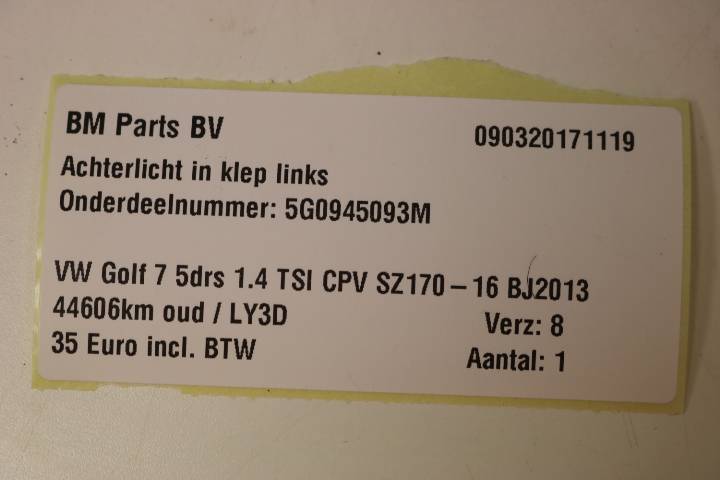 BM Parts BV 090320171119
Achterlicht in klep links
Onderdeelnummer: 5G0945093M
VW Golf 7 5drs 1.4 TSI CPV SZ170-16 BJ2013
44606km oud / LY3D Verz: 8
35 Euro incl. BTW Aantal: 1